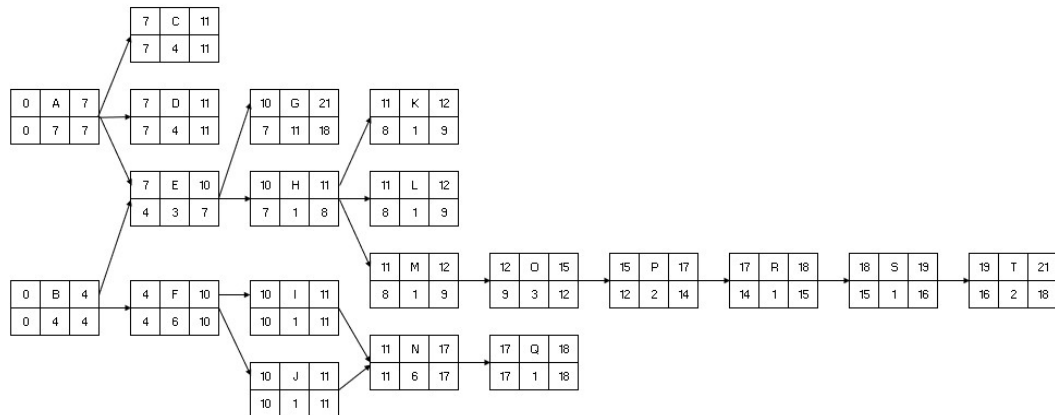 7 C 11
7 4 11
0 A 7
0 7 7
7 D 11
7 4 11
10 G 21
7 11 18
11 K 12
8 1 9
7 E 10
4 3 7
10 H 11
7 1 8
11 L 12
8 1 9
11 M 12
8 1 9
12 O 15
9 3 12
15 P 17
12 2 14
17 R 18
14 1 15
18 S 19
15 1 16
19 T 21
16 2 18
0 B 4
0 4 4
4 F 10
4 6 10
10 I 11
10 1 11
11 N 17
11 6 17
17 Q 18
17 1 18
10 J 11
10 1 11